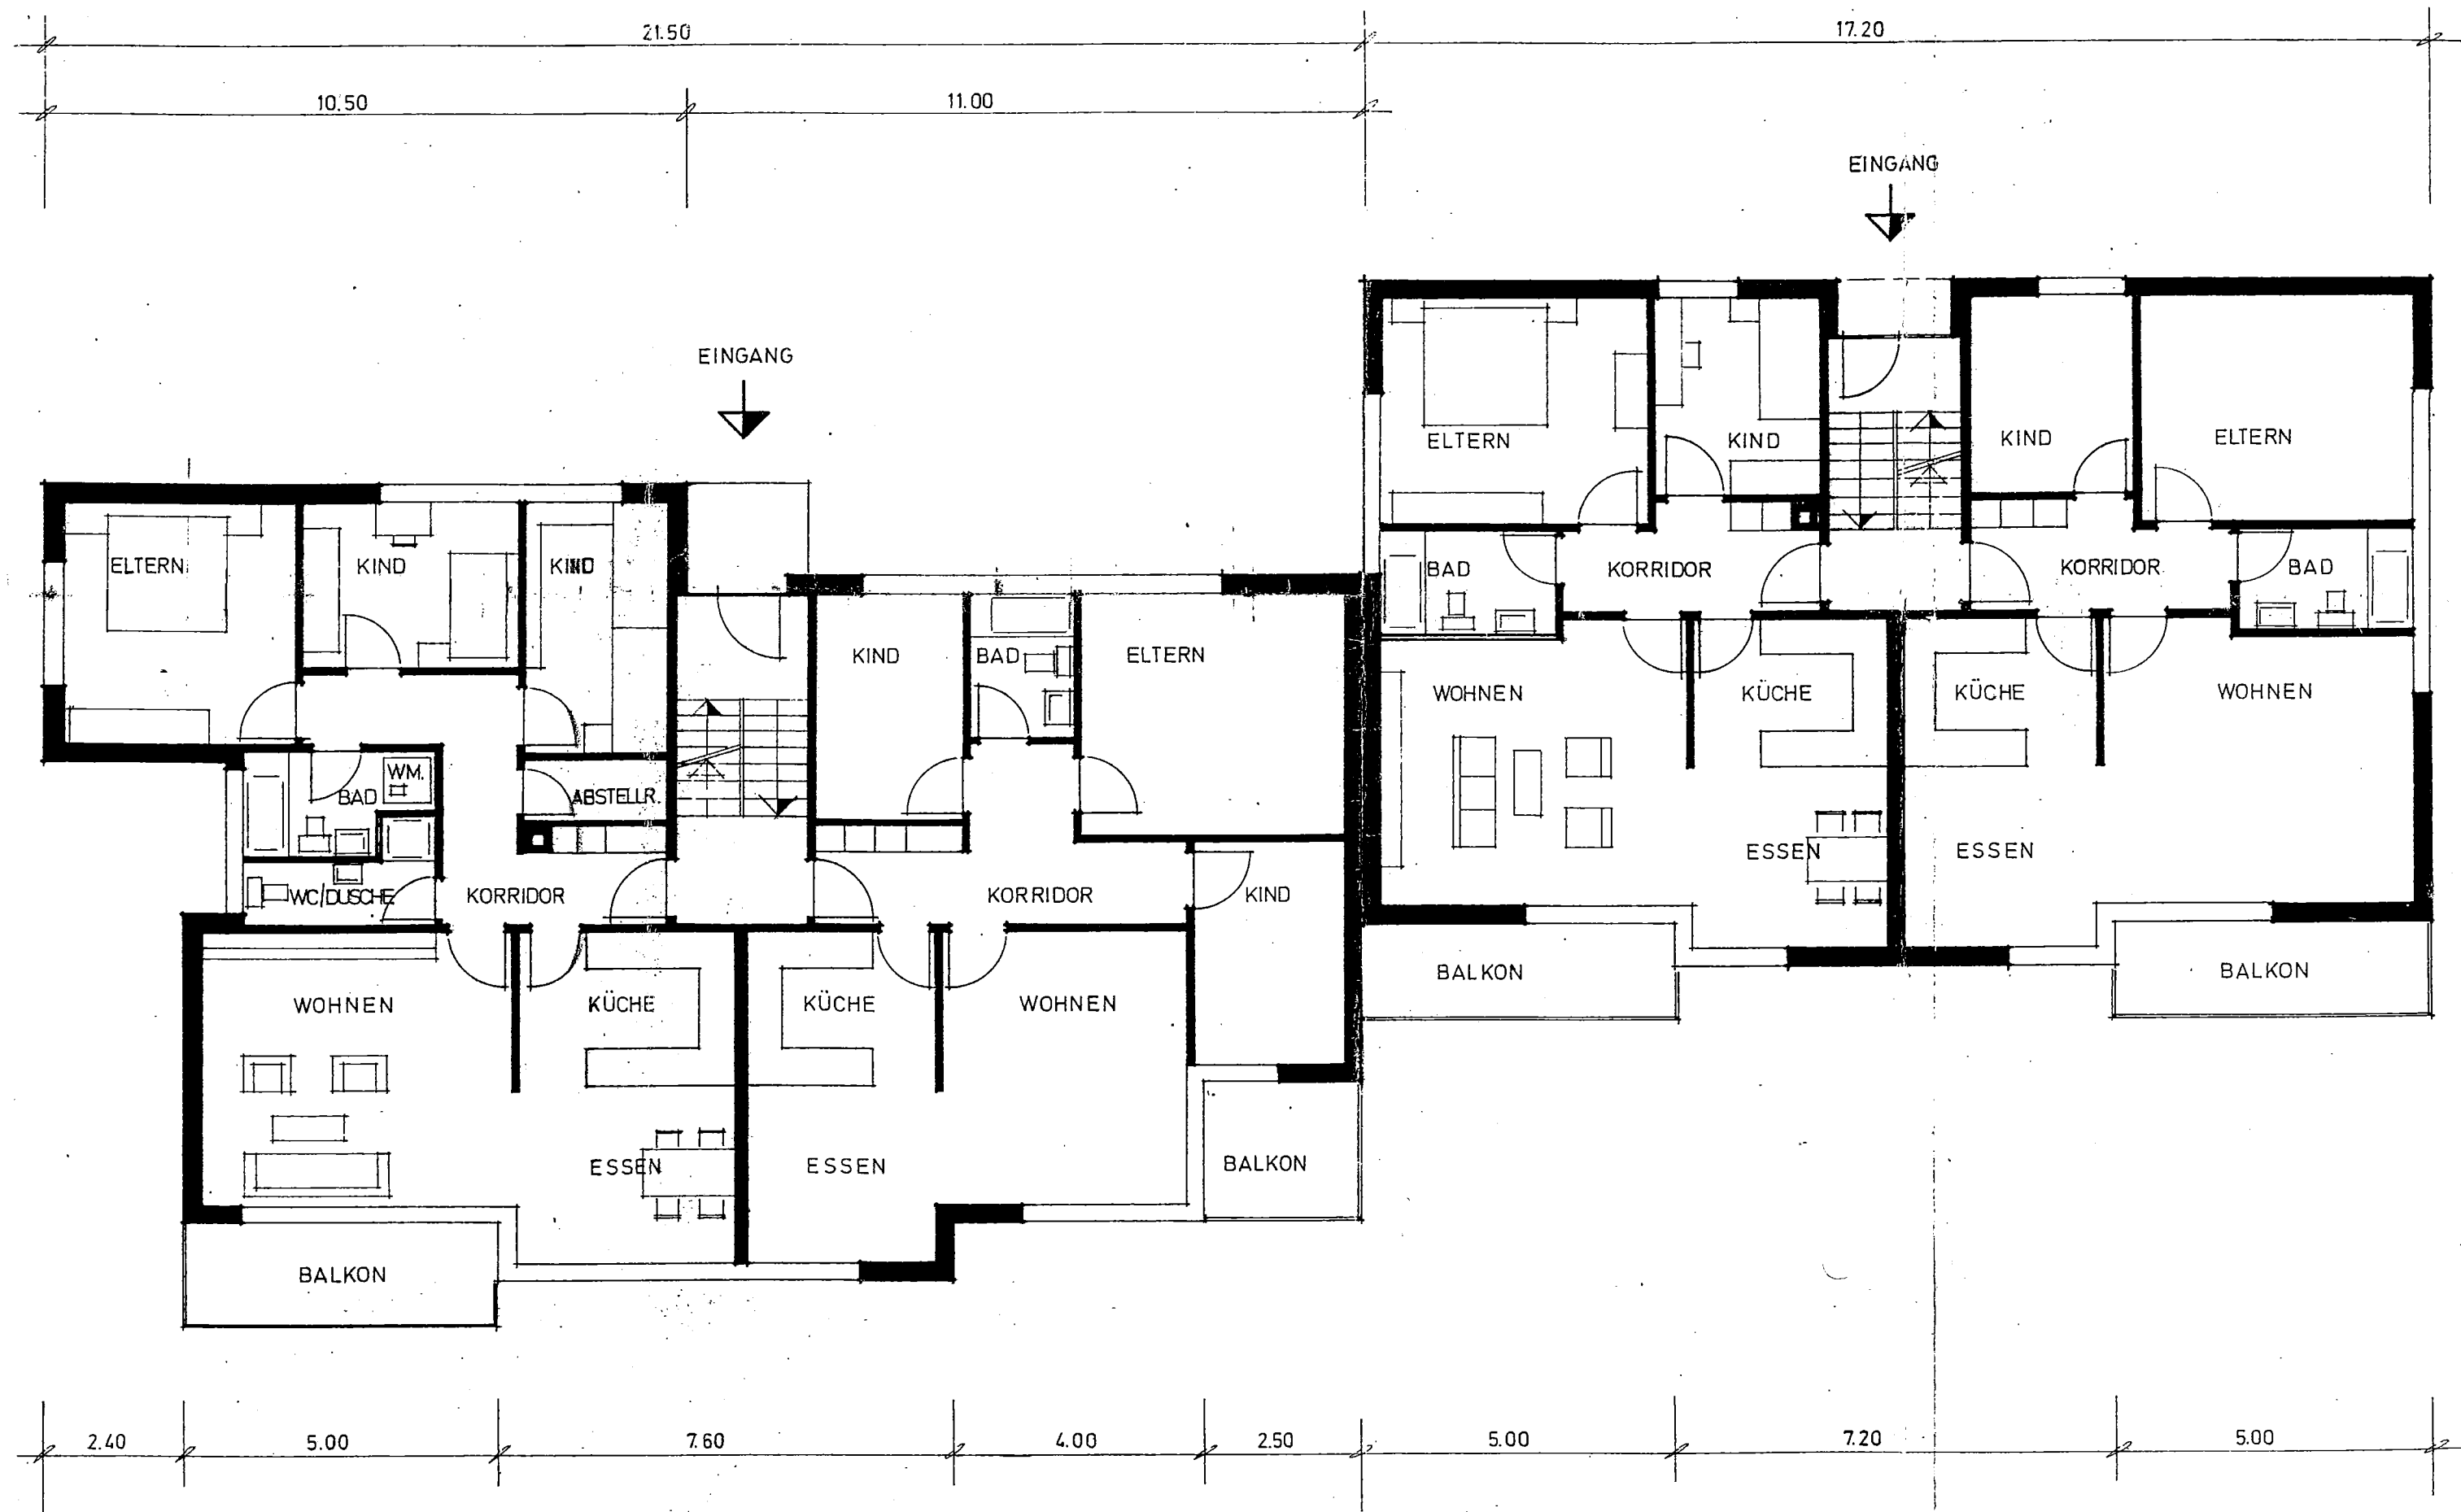 21.50
17.20
10.50
11.00
EINGANG
EINGANG
ELTERN
KIND
KIND
ELTERN
ELTERN
KIND
KIND
BAD
KORRIDOR
KORRIDOR
BAD
KIND
BAD
ELTERN
WOHNEN
KÜCHE
KÜCHE
WOHNEN
WM.
BAD
ABSTELLR.
ESSEN
ESSEN
WC/DUSCHE
KORRIDOR
KORRIDOR
KIND
BALKON
BALKON
WOHNEN
KÜCHE
KÜCHE
WOHNEN
ESSEN
ESSEN
BALKON
BALKON
2.40
5.00
7.60
4.00
2.50
5.00
7.20
5.00